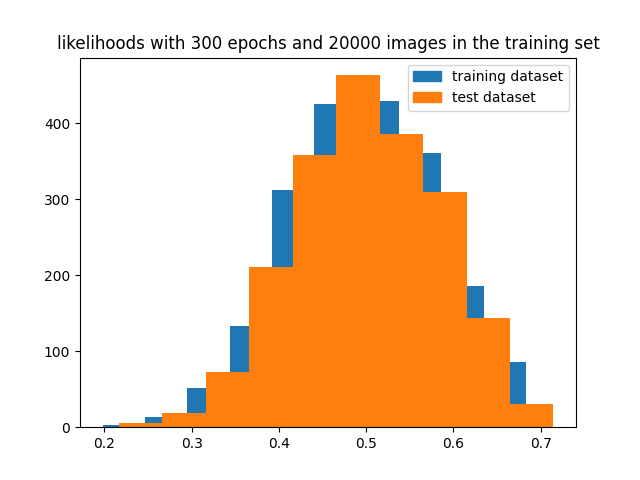 likelihoods with 300 epochs and 20000 images in the training set
training dataset
test dataset
400
300
200
100
0
0.2 0.3 0.4 0.5 0.6 0.7